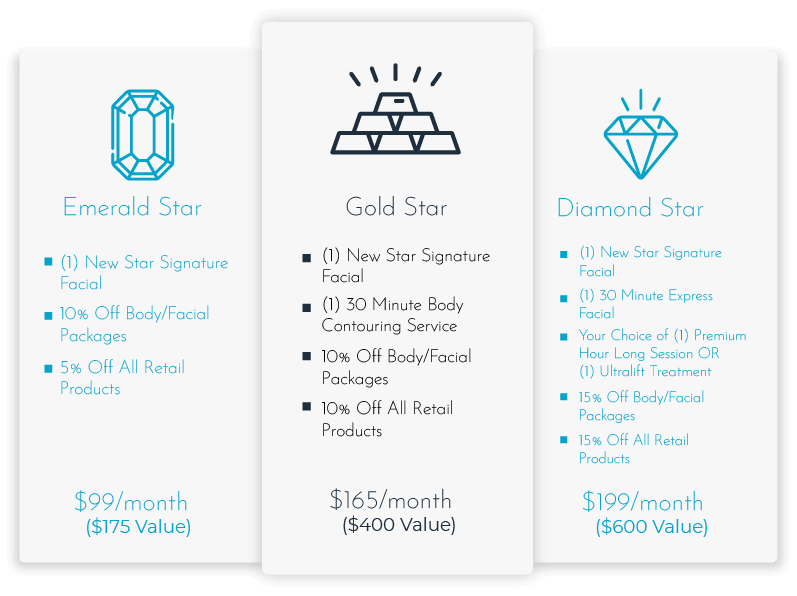 Emerald Star
(1) New Star Signature
Facial
10% Off Body/Facial
Packages
5% Off All Retail
Products
$99/month
($175 Value)
Gold Star
(1) New Star Signature
Facial
(1) 30 Minute Body
Contouring Service
10% Off Body/Facial
Packages
10% Off All Retail
Products
$165/month
($400 Value)
Diamond Star
(1) New Star Signature
Facial
(1) 30 Minute Express
Facial
Your Choice of (1) Premium
Hour Long Session OR
(1) Ultralift Treatment
15% Off Body/Facial
Packages
15% Off All Retail
Products
$199/month
($600 Value)